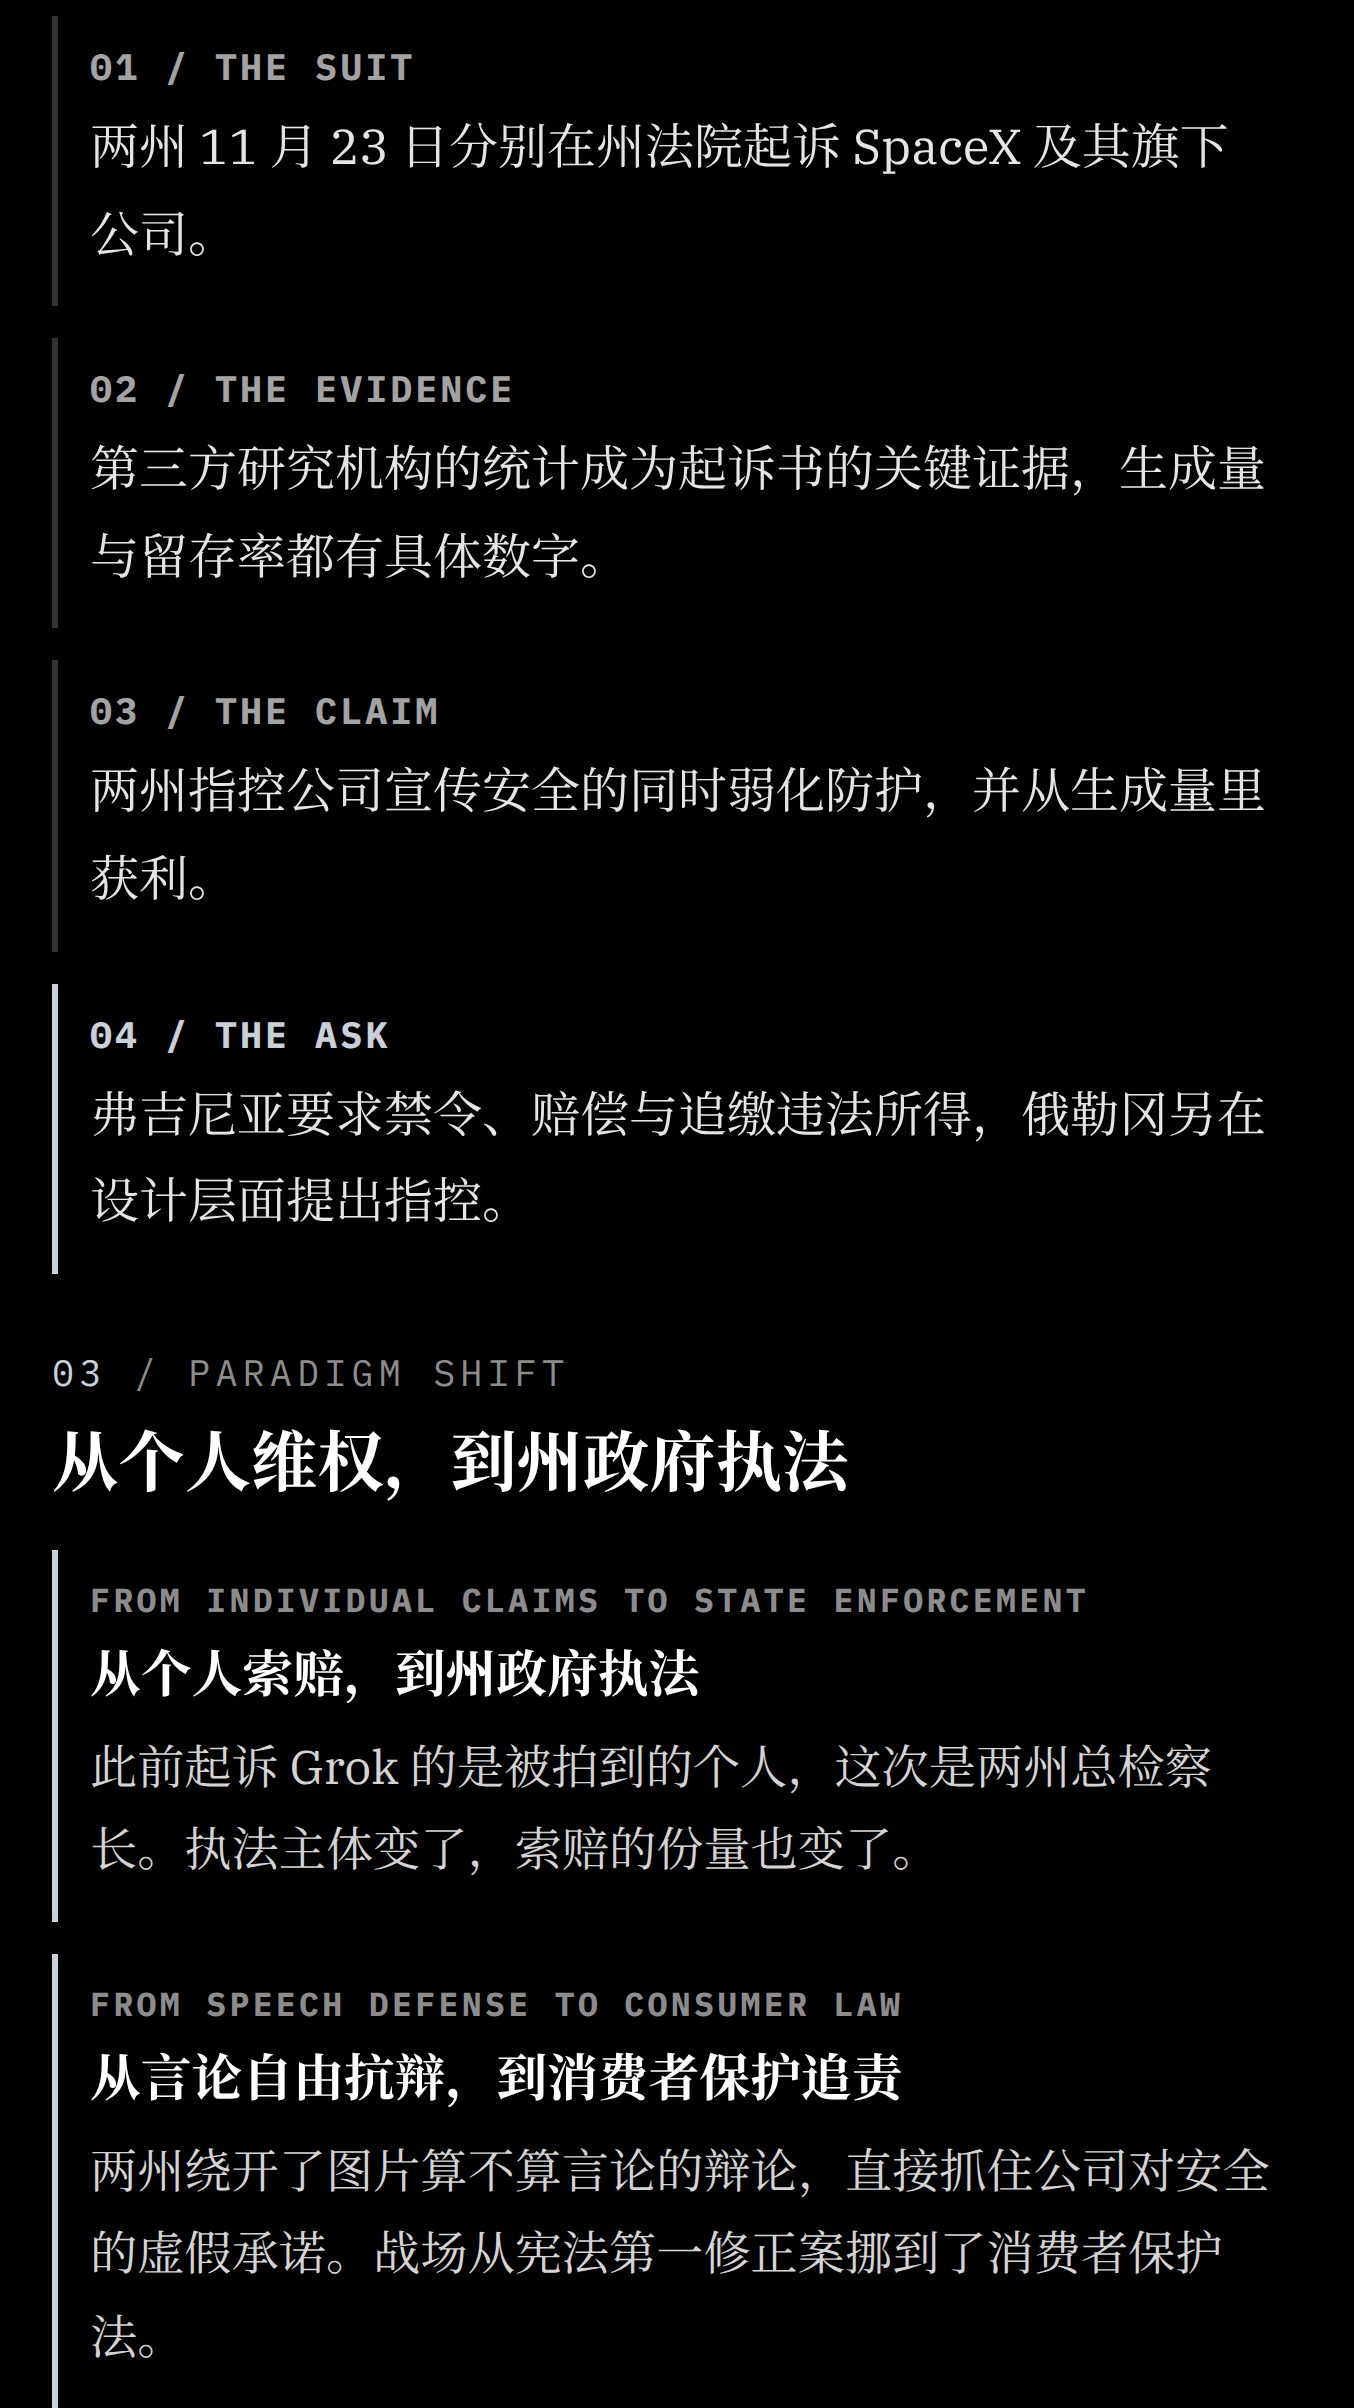 01 / THE SUIT
两州 11 月 23 日分别在州法院起诉 SpaceX 及其旗下
公司。
02 / THE EVIDENCE
第三方研究机构的统计成为起诉书的关键证据，生成量
与留存率都有具体数字。
03 / THE CLAIM
两州指控公司宣传安全的同时弱化防护，并从生成量里
获利。
04 / THE ASK
弗吉尼亚要求禁令、赔偿与追缴违法所得，俄勒冈另在
设计层面提出指控。
03 / PARADIGM SHIFT
从个人维权，到州政府执法
FROM INDIVIDUAL CLAIMS TO STATE ENFORCEMENT
从个人索赔，到州政府执法
此前起诉 Grok 的是被拍到的个人，这次是两州总检察
长。执法主体变了，索赔的份量也变了。
FROM SPEECH DEFENSE TO CONSUMER LAW
从言论自由抗辩，到消费者保护追责
两州绕开了图片算不算言论的辩论，直接抓住公司对安全
的虚假承诺。战场从宪法第一修正案挪到了消费者保护
法。